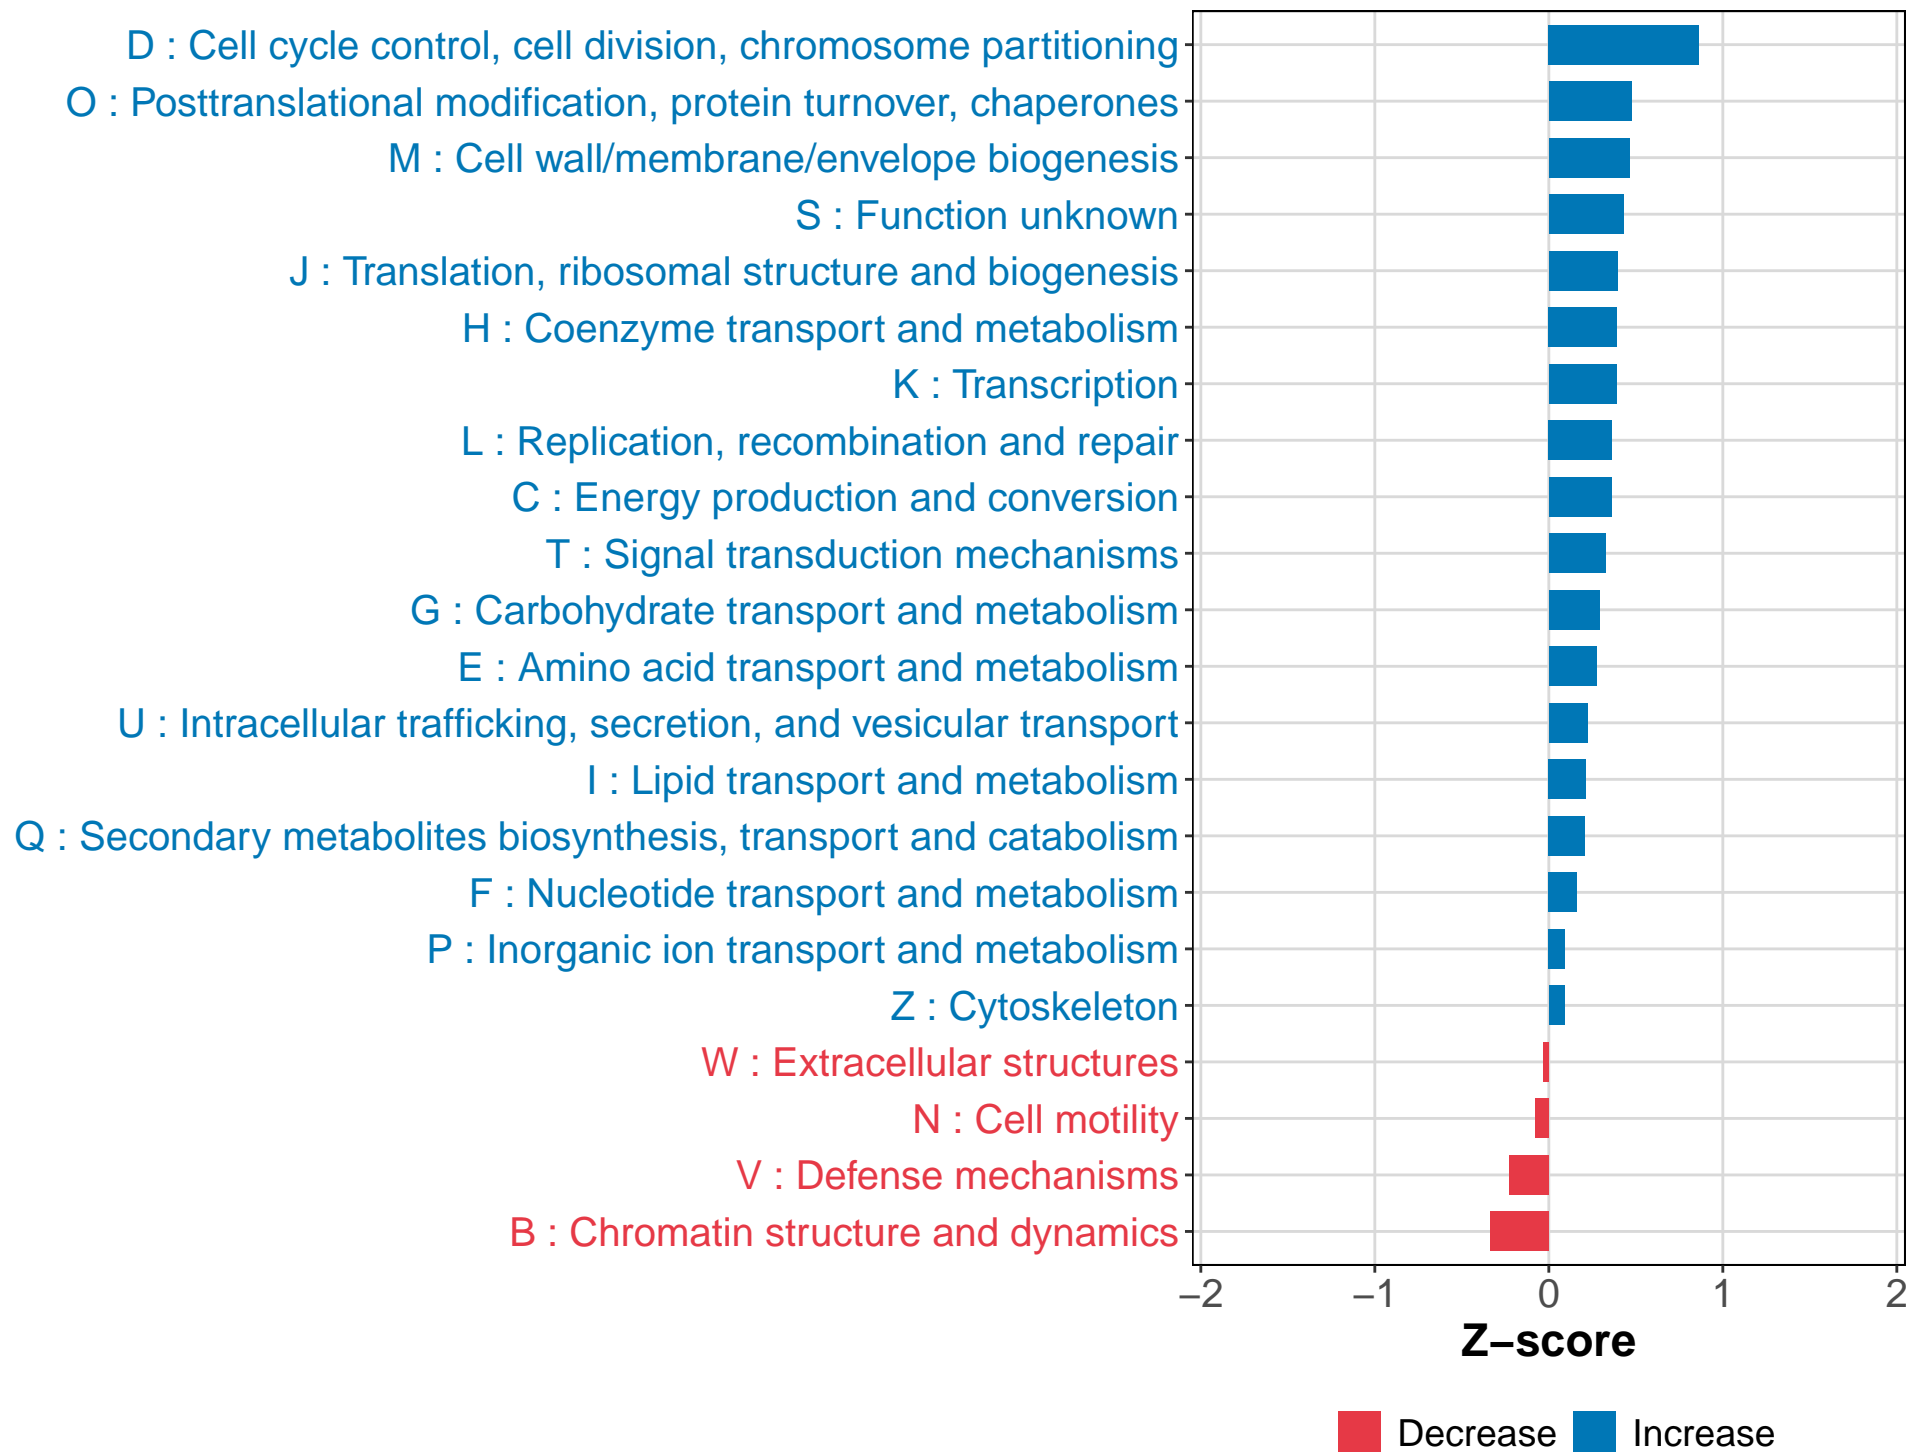 D : Cell cycle control, cell division, chromosome partitioning
O : Posttranslational modification, protein turnover, chaperones
M : Cell wall/membrane/envelope biogenesis
S : Function unknown
J : Translation, ribosomal structure and biogenesis
H : Coenzyme transport and metabolism
K : Transcription
L : Replication, recombination and repair
C : Energy production and conversion
T : Signal transduction mechanisms
G : Carbohydrate transport and metabolism
E : Amino acid transport and metabolism
U : Intracellular trafficking, secretion, and vesicular transport
I : Lipid transport and metabolism
Q : Secondary metabolites biosynthesis, transport and catabolism
F : Nucleotide transport and metabolism
P : Inorganic ion transport and metabolism
Z : Cytoskeleton
W : Extracellular structures
N : Cell motility
V : Defense mechanisms
B : Chromatin structure and dynamics
−2 −1 0 1 2
Z−score
Decrease Increase